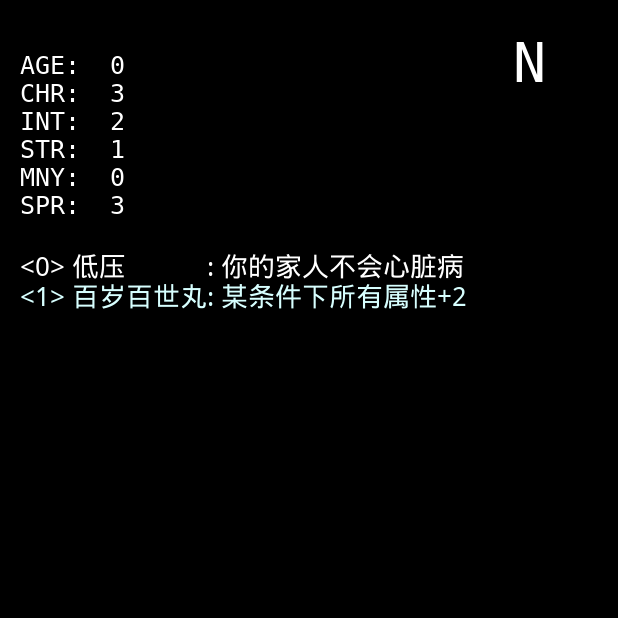 N
AGE: 0
CHR: 3
INT: 2
STR: 1
MNY: 0
SPR: 3
<0> 低压 : 你的家人不会心脏病
<1> 百岁百世丸: 某条件下所有属性+2